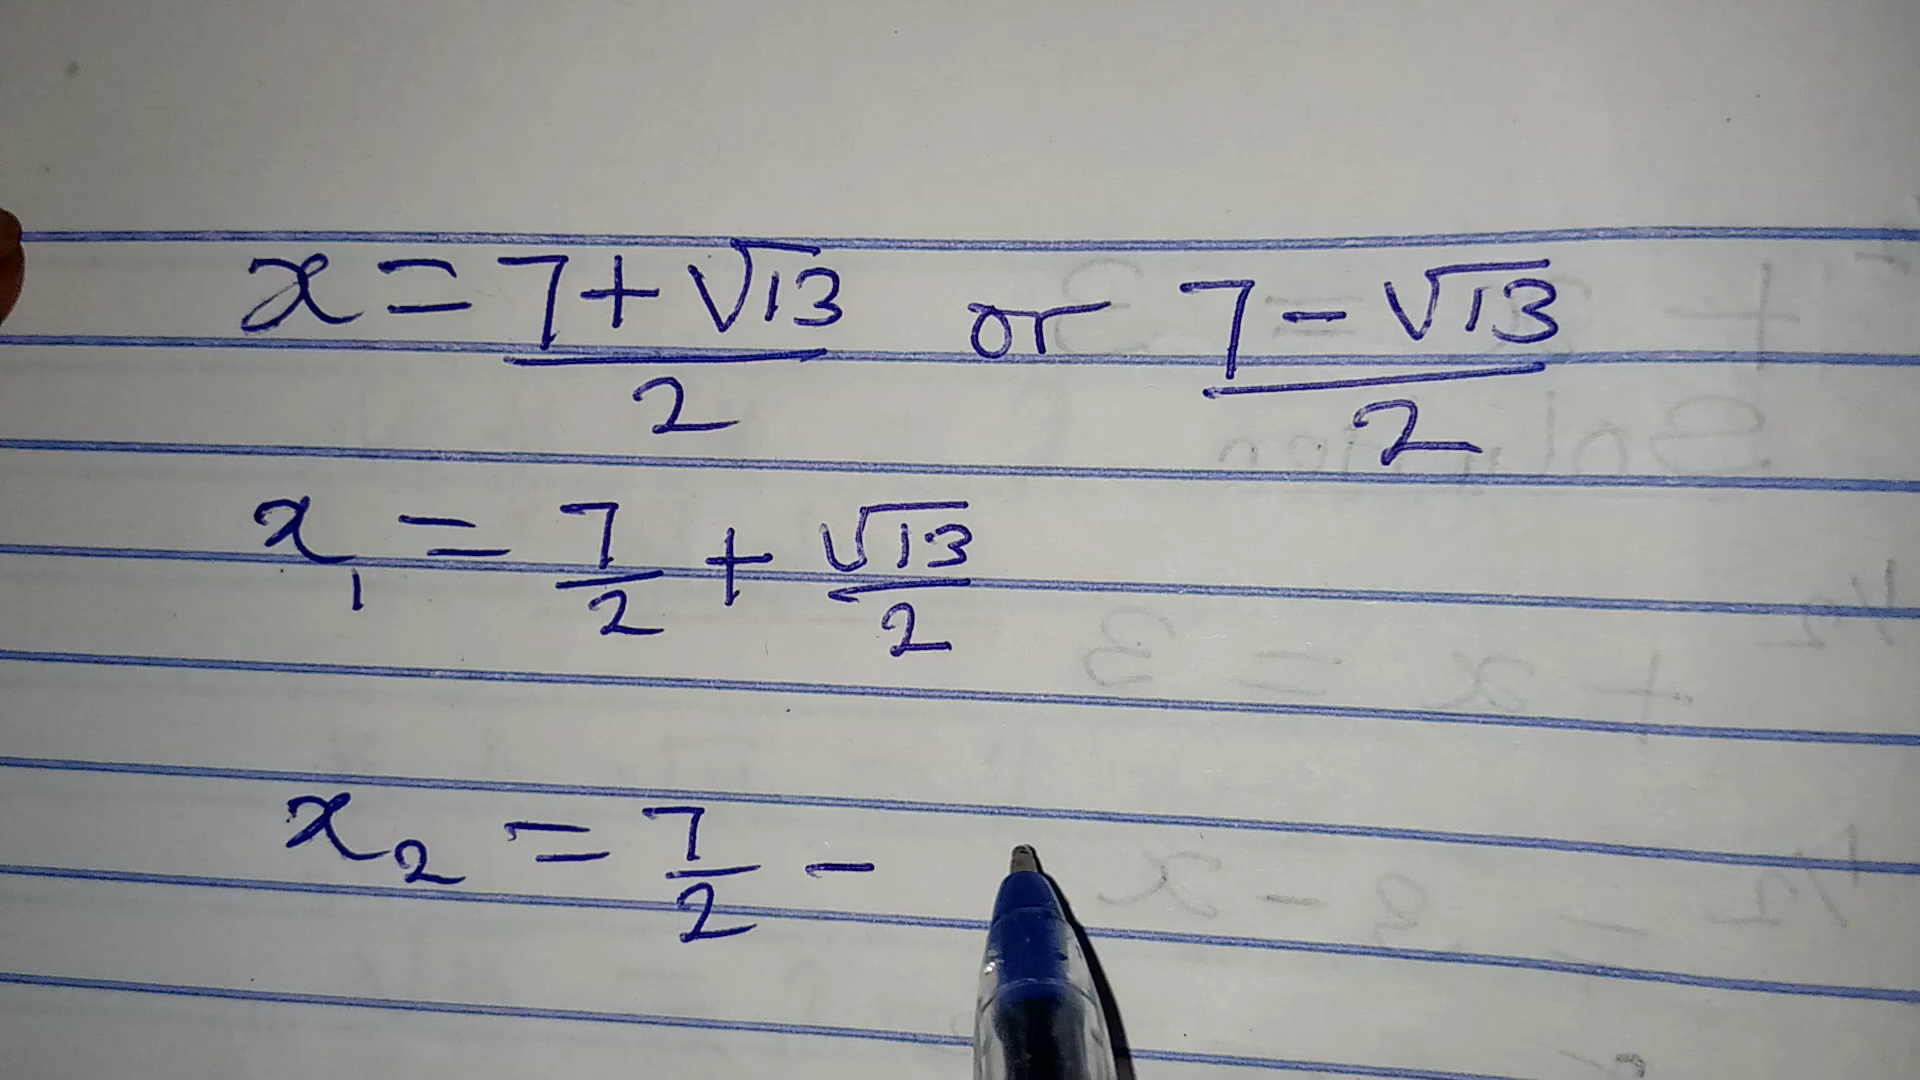 x = 7 + √13 / 2 or 7 - √13 / 2
x₁ = 7/2 + √13/2
x₂ = 7/2 -